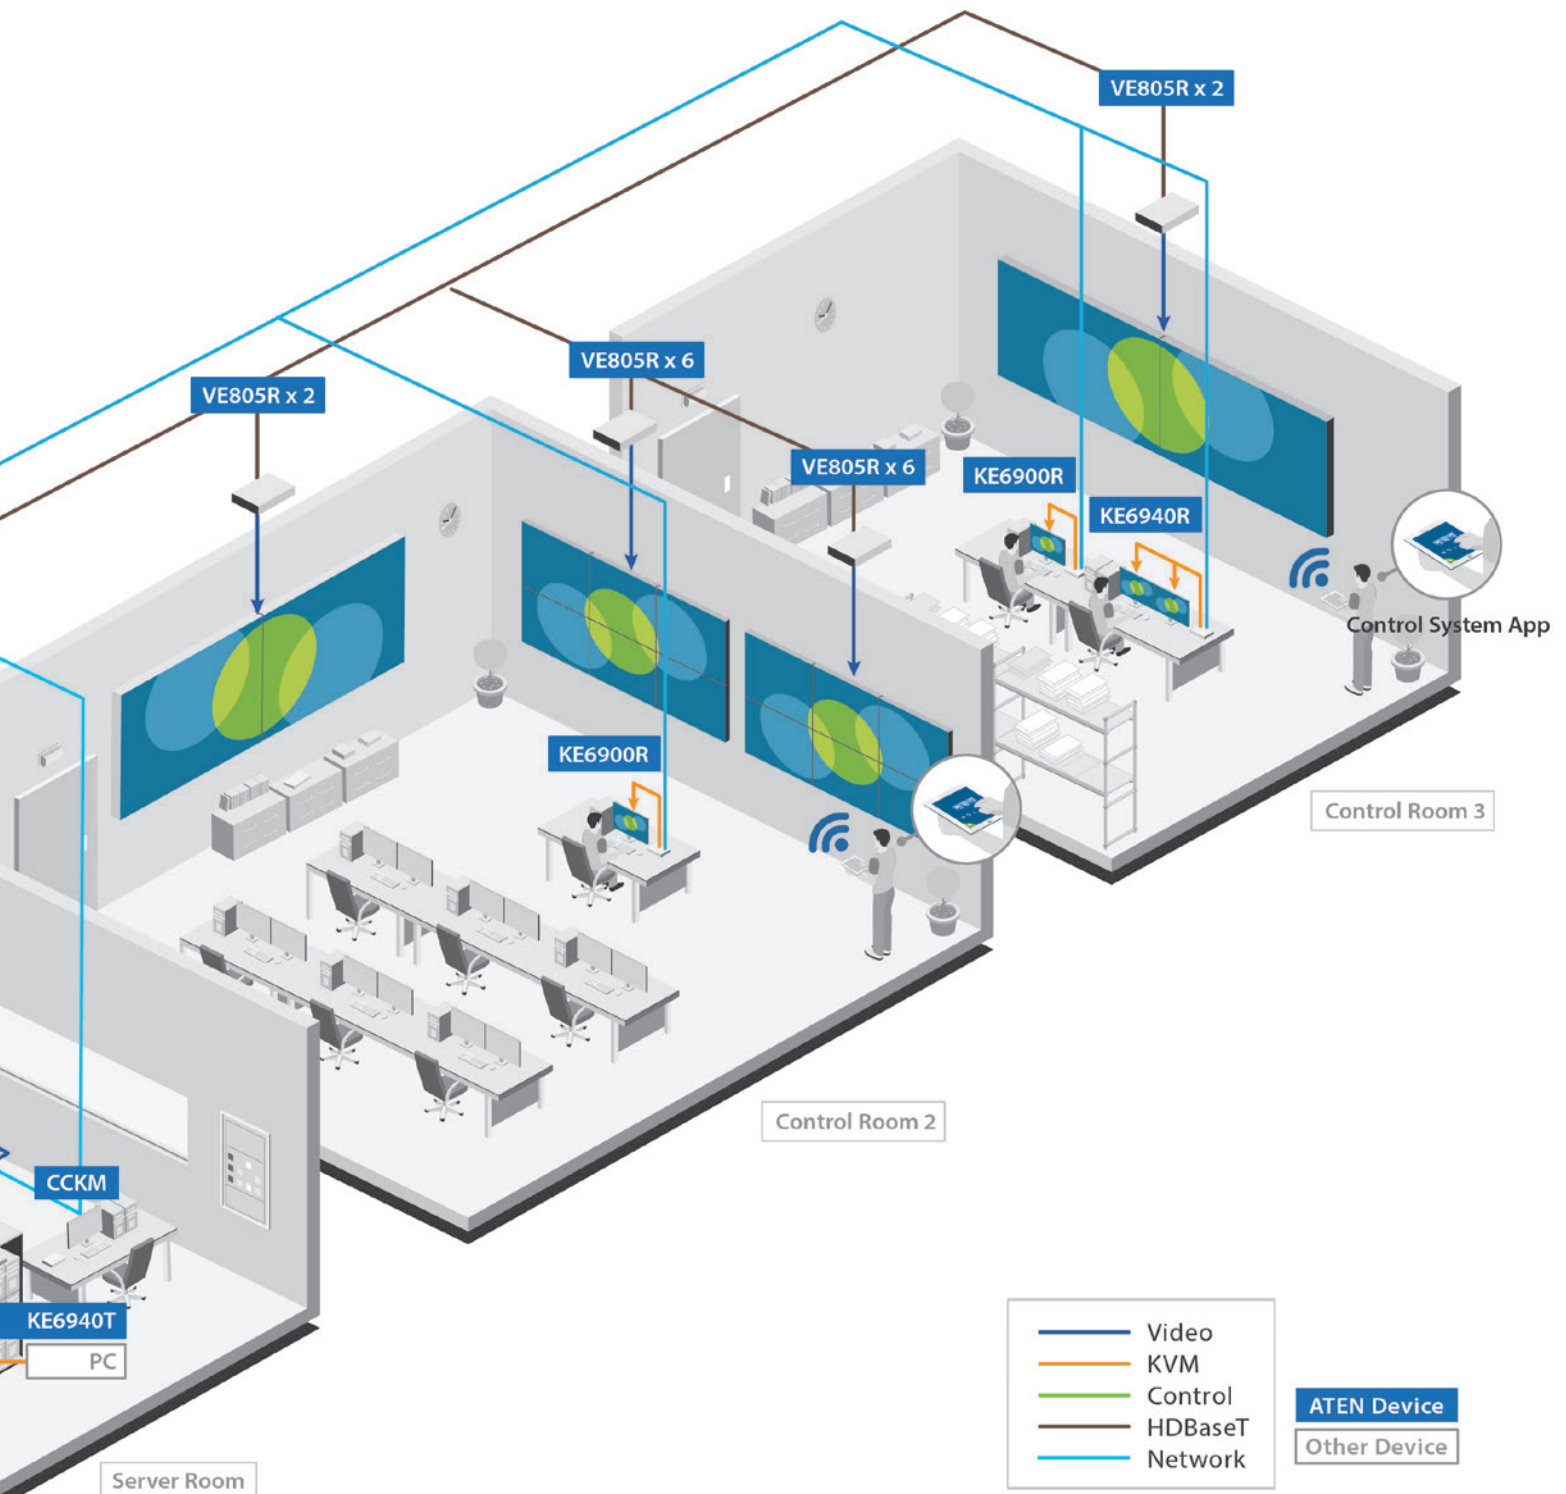 VE805R x 2
VE805R x 6
VE805R x 2
VE805R x 6
KE6900R
KE6940R
Control System App
KE6900R
Control Room 3
Control Room 2
CCKM
KE6940T
PC
Server Room
Video
KVM
Control
HDBaseT
Network
ATEN Device
Other Device